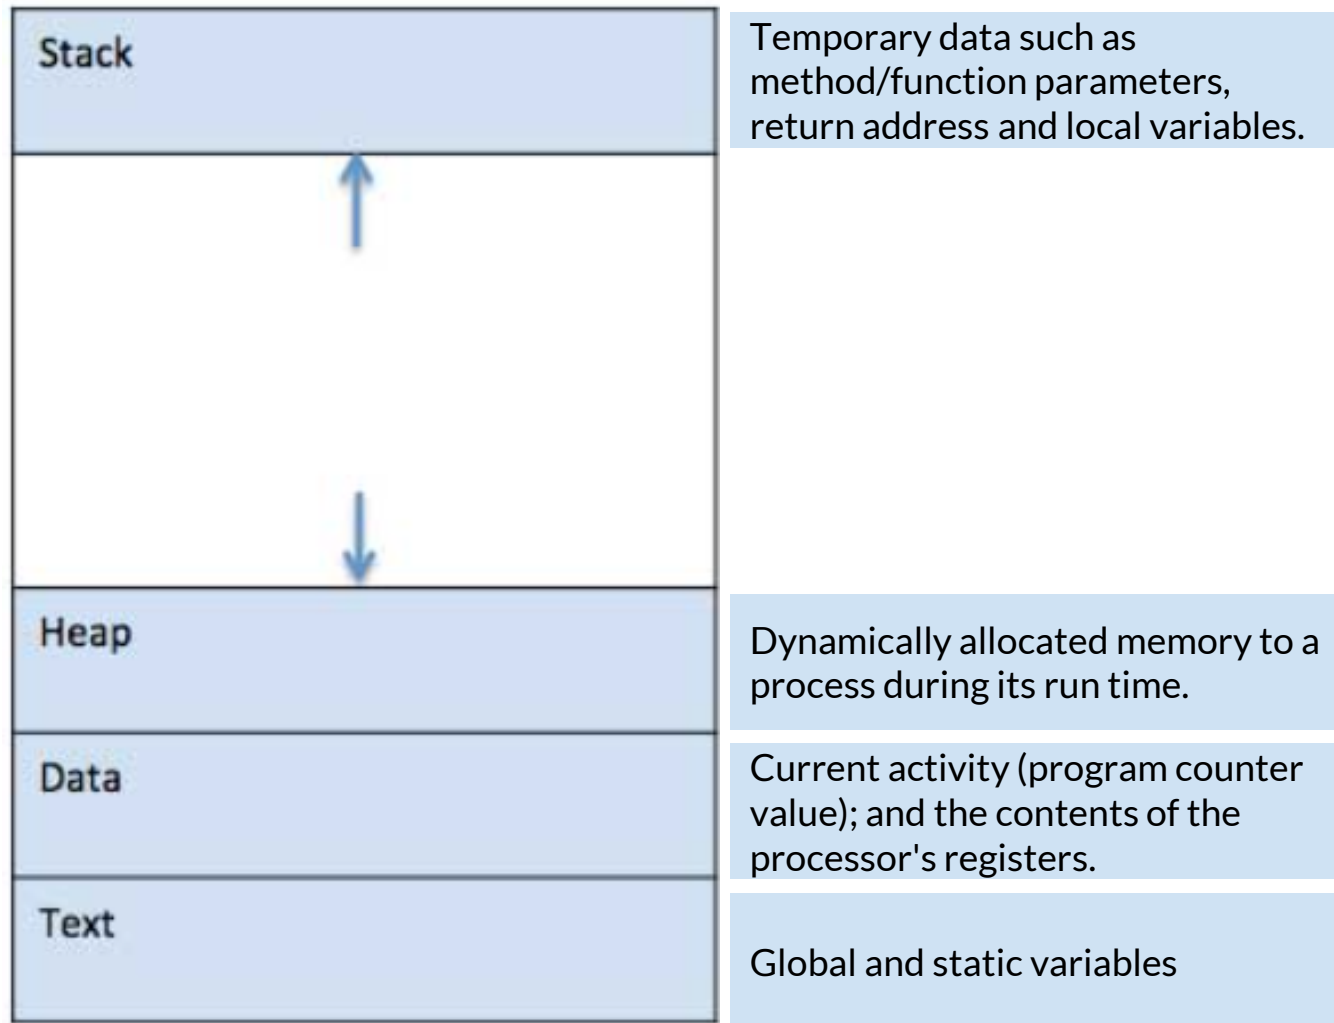 Stack
Temporary data such as
method/function parameters,
return address and local variables.
Heap
Dynamically allocated memory to a
process during its run time.
Data
Current activity (program counter
value); and the contents of the
processor's registers.
Text
Global and static variables